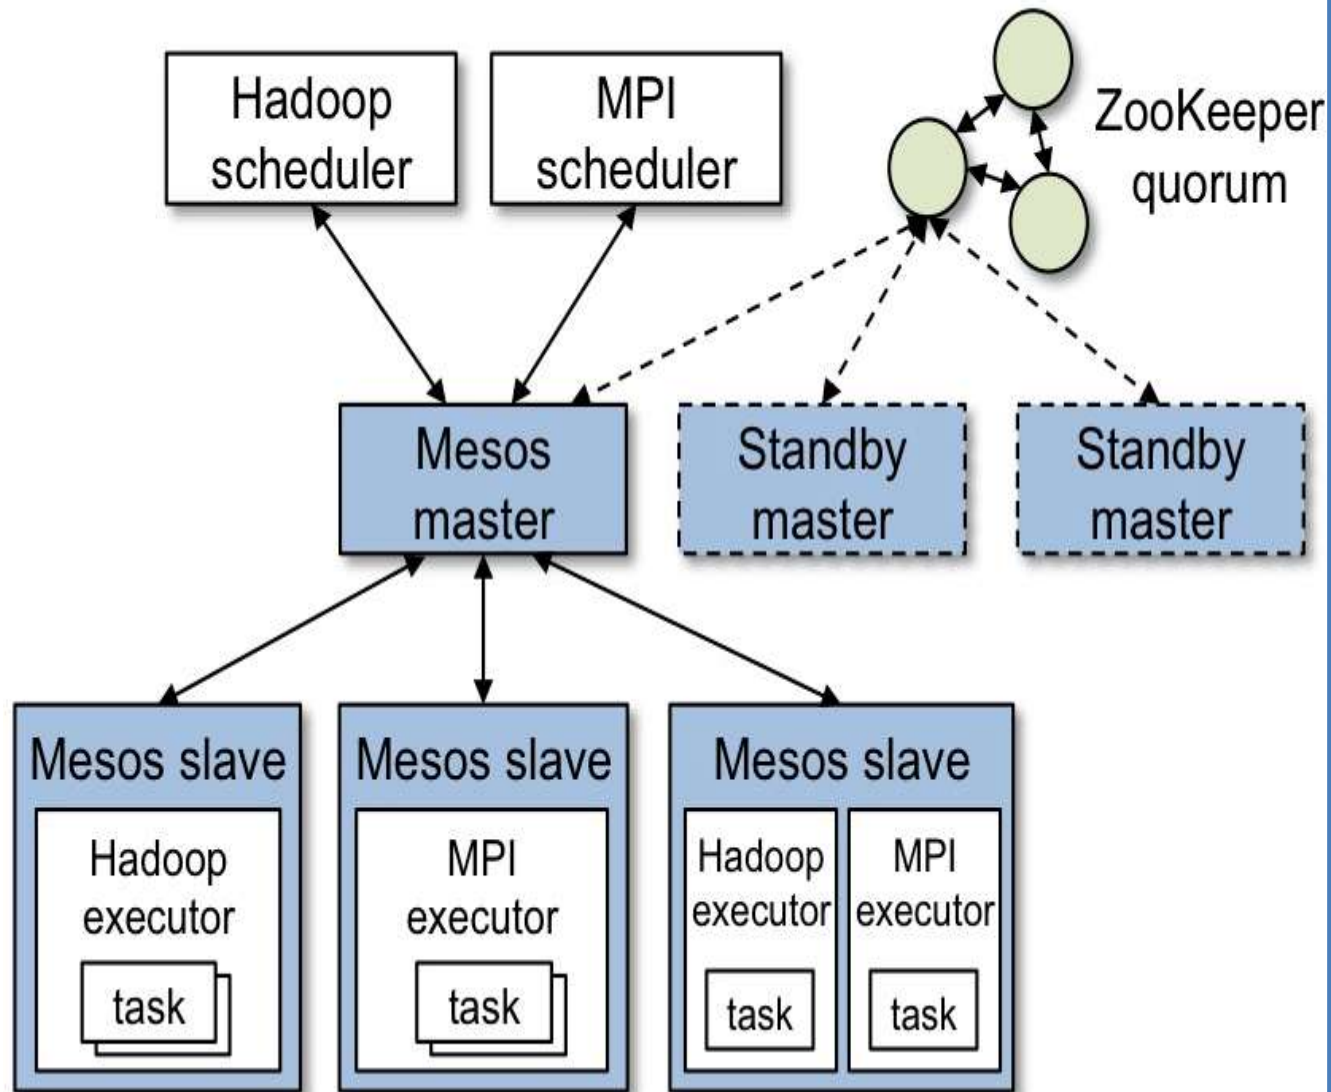 Hadoop
scheduler
MPI
scheduler
ZooKeeper
quorum
Mesos
master
Standby
master
Standby
master
Mesos slave
Hadoop
executor
task
Mesos slave
MPI
executor
task
Mesos slave
Hadoop
executor
task
MPI
executor
task